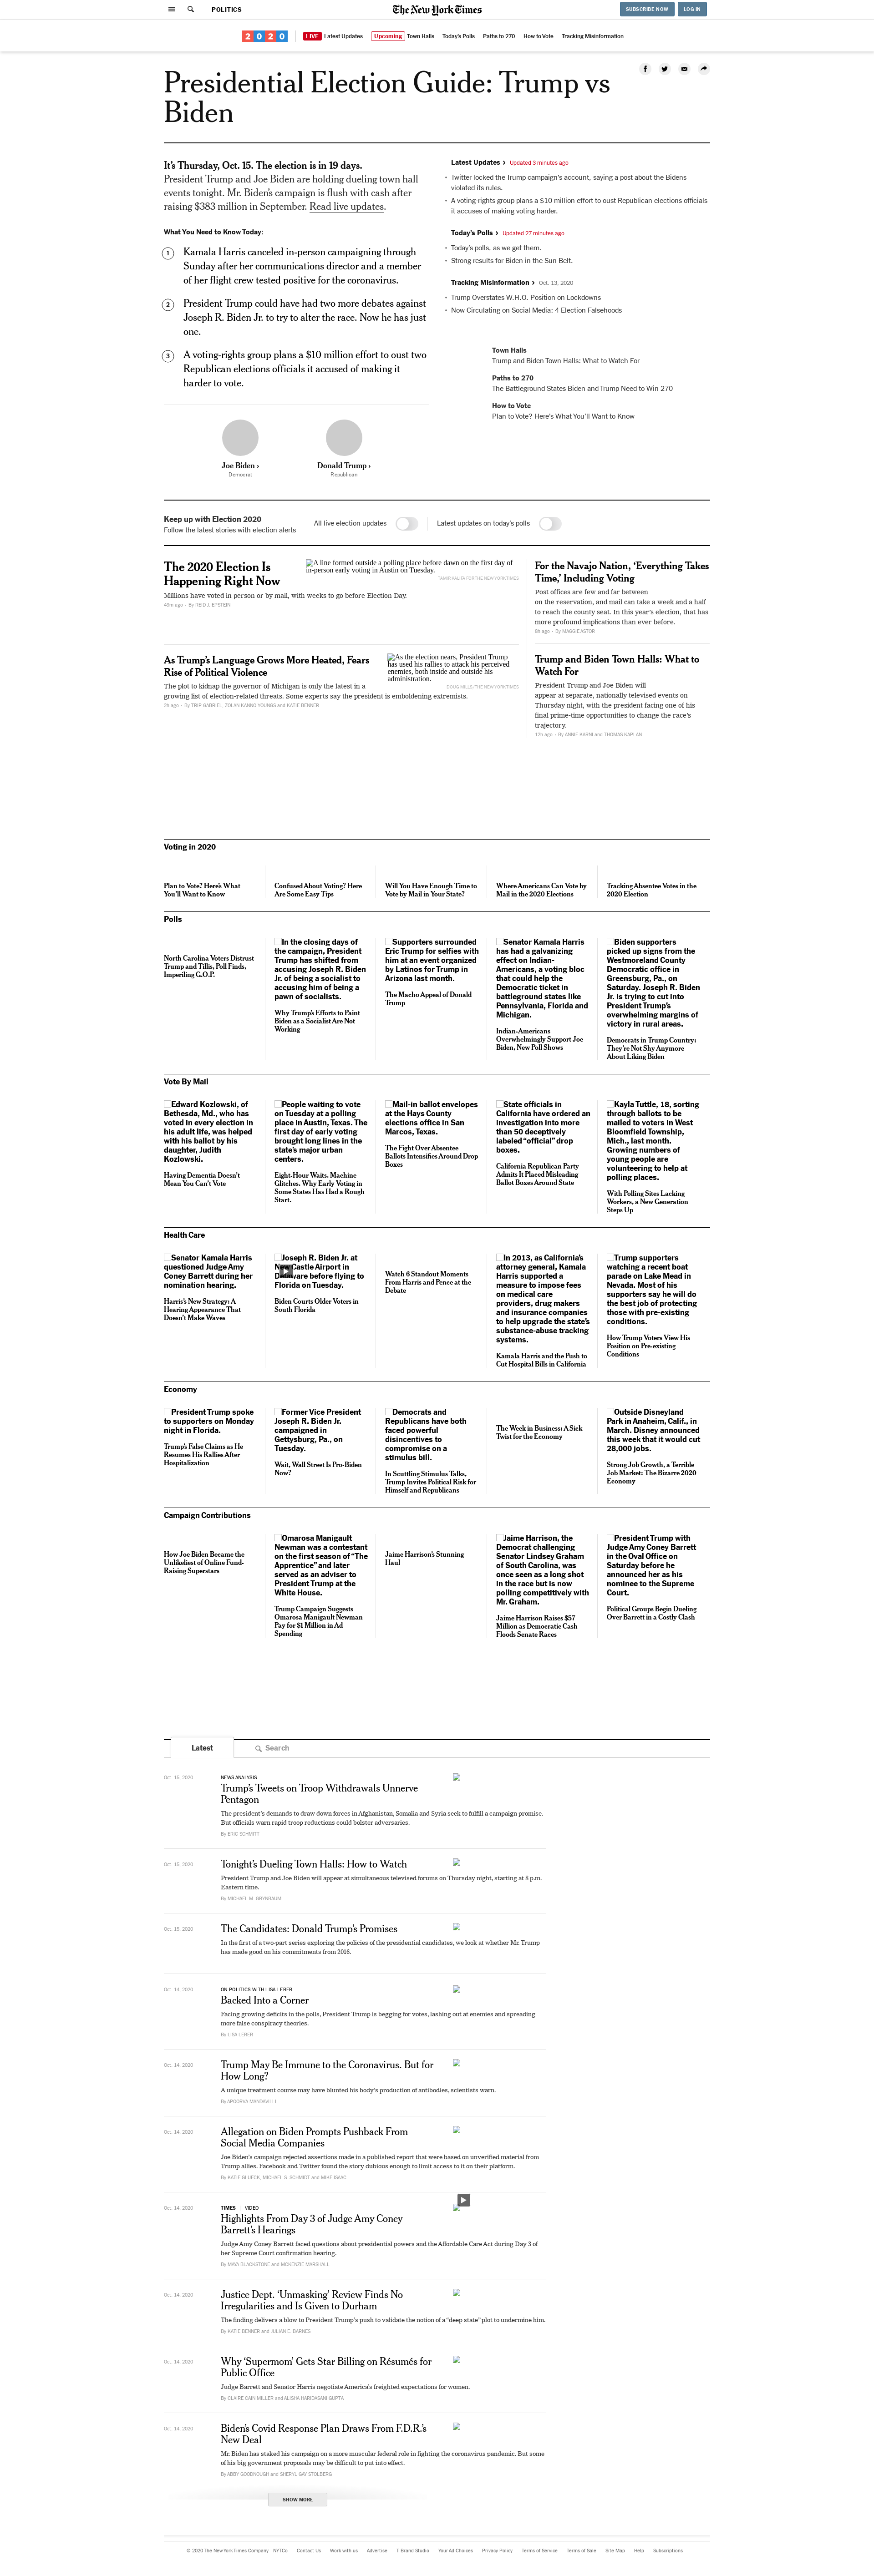 POLITICS
The New York Times
SUBSCRIBE NOW
LOG IN
2020
LIVE Latest Updates
Upcoming Town Halls
Today's Polls
Paths to 270
How to Vote
Tracking Misinformation
Presidential Election Guide: Trump vs
Biden
It's Thursday, Oct. 15. The election is in 19 days.
President Trump and Joe Biden are holding dueling town hall
events tonight. Mr. Biden's campaign is flush with cash after
raising $383 million in September. Read live updates.
What You Need to Know Today:
1
Kamala Harris canceled in-person campaigning through
Sunday after her communications director and a member
of her flight crew tested positive for the coronavirus.
2
President Trump could have had two more debates against
Joseph R. Biden Jr. to try to alter the race. Now he has just
one.
3
A voting-rights group plans a $10 million effort to oust two
Republican elections officials it accused of making it
harder to vote.
Joe Biden ›
Democrat
Donald Trump ›
Republican
Latest Updates › Updated 3 minutes ago
Twitter locked the Trump campaign's account, saying a post about the Bidens
violated its rules.
A voting-rights group plans a $10 million effort to oust Republican elections officials
it accuses of making voting harder.
Today's Polls › Updated 27 minutes ago
Today's polls, as we get them.
Strong results for Biden in the Sun Belt.
Tracking Misinformation › Oct. 13, 2020
Trump Overstates W.H.O. Position on Lockdowns
Now Circulating on Social Media: 4 Election Falsehoods
Town Halls
Trump and Biden Town Halls: What to Watch For
Paths to 270
The Battleground States Biden and Trump Need to Win 270
How to Vote
Plan to Vote? Here's What You'll Want to Know
Keep up with Election 2020
Follow the latest stories with election alerts
All live election updates
Latest updates on today's polls
The 2020 Election Is
Happening Right Now
Millions have voted in person or by mail, with weeks to go before Election Day.
49m ago - By REID J. EPSTEIN
A line formed outside a polling place before dawn on the first day of
in-person early voting in Austin on Tuesday.
TAMIR KALIFA FOR THE NEW YORK TIMES
As Trump's Language Grows More Heated, Fears
Rise of Political Violence
The plot to kidnap the governor of Michigan is only the latest in a
growing list of election-related threats. Some experts say the president is emboldening extremists.
2h ago - By TRIP GABRIEL, ZOLAN KANNO-YOUNGS and KATIE BENNER
As the election nears, President Trump
has used his rallies to attack his perceived
enemies, both inside and outside his
administration.
DOUG MILLS/THE NEW YORK TIMES
For the Navajo Nation, 'Everything Takes
Time,' Including Voting
Post offices are few and far between
on the reservation, and mail can take a week and a half
to reach the county seat. In this year's election, that has
more profound implications than ever before.
8h ago - By MAGGIE ASTOR
Trump and Biden Town Halls: What to
Watch For
President Trump and Joe Biden will
appear at separate, nationally televised events on
Thursday night, with the president facing one of his
final prime-time opportunities to change the race's
trajectory.
12h ago - By ANNIE KARNI and THOMAS KAPLAN
Voting in 2020
Plan to Vote? Here's What
You'll Want to Know
Confused About Voting? Here
Are Some Easy Tips
Will You Have Enough Time to
Vote by Mail in Your State?
Where Americans Can Vote by
Mail in the 2020 Elections
Tracking Absentee Votes in the
2020 Election
Polls
North Carolina Voters Distrust
Trump and Tillis, Poll Finds,
Imperiling G.O.P.
In the closing days of
the campaign, President
Trump has shifted from
accusing Joseph R. Biden
Jr. of being a socialist to
accusing him of being a
pawn of socialists.
Why Trump's Efforts to Paint
Biden as a Socialist Are Not
Working
Supporters surrounded
Eric Trump for selfies with
him at an event organized
by Latinos for Trump in
Arizona last month.
The Macho Appeal of Donald
Trump
Senator Kamala Harris
has had a galvanizing
effect on Indian-
Americans, a voting bloc
that could help the
Democratic ticket in
battleground states like
Pennsylvania, Florida and
Michigan.
Indian-Americans
Overwhelmingly Support Joe
Biden, New Poll Shows
Biden supporters
picked up signs from the
Westmoreland County
Democratic office in
Greensburg, Pa., on
Saturday. Joseph R. Biden
Jr. is trying to cut into
President Trump's
overwhelming margins of
victory in rural areas.
Democrats in Trump Country:
They're Not Shy Anymore
About Liking Biden
Vote By Mail
Edward Kozlowski, of
Bethesda, Md., who has
voted in every election in
his adult life, was helped
with his ballot by his
daughter, Judith
Kozlowski.
Having Dementia Doesn't
Mean You Can't Vote
People waiting to vote
on Tuesday at a polling
place in Austin, Texas. The
first day of early voting
brought long lines in the
state's major urban
centers.
Eight-Hour Waits. Machine
Glitches. Why Early Voting in
Some States Has Had a Rough
Start.
Mail-in ballot envelopes
at the Hays County
elections office in San
Marcos, Texas.
The Fight Over Absentee
Ballots Intensifies Around Drop
Boxes
State officials in
California have ordered an
investigation into more
than 50 deceptively
labeled "official" drop
boxes.
California Republican Party
Admits It Placed Misleading
Ballot Boxes Around State
Kayla Tuttle, 18, sorting
through ballots to be
mailed to voters in West
Bloomfield Township,
Mich., last month.
Growing numbers of
young people are
volunteering to help at
polling places.
With Polling Sites Lacking
Workers, a New Generation
Steps Up
Health Care
Senator Kamala Harris
questioned Judge Amy
Coney Barrett during her
nomination hearing.
Harris's New Strategy: A
Hearing Appearance That
Doesn't Make Waves
Joseph R. Biden Jr. at
New Castle Airport in
Delaware before flying to
Florida on Tuesday.
Biden Courts Older Voters in
South Florida
Watch 6 Standout Moments
From Harris and Pence at the
Debate
In 2013, as California's
attorney general, Kamala
Harris supported a
measure to impose fees
on medical care
providers, drug makers
and insurance companies
to help upgrade the state's
substance-abuse tracking
systems.
Kamala Harris and the Push to
Cut Hospital Bills in California
Trump supporters
watching a recent boat
parade on Lake Mead in
Nevada. Most of his
supporters say he will do
the best job of protecting
those with pre-existing
conditions.
How Trump Voters View His
Position on Pre-existing
Conditions
Economy
President Trump spoke
to supporters on Monday
night in Florida.
Trump's False Claims as He
Resumes His Rallies After
Hospitalization
Former Vice President
Joseph R. Biden Jr.
campaigned in
Gettysburg, Pa., on
Tuesday.
Wait, Wall Street Is Pro-Biden
Now?
Democrats and
Republicans have both
faced powerful
disincentives to
compromise on a
stimulus bill.
In Scuttling Stimulus Talks,
Trump Invites Political Risk for
Himself and Republicans
The Week in Business: A Sick
Twist for the Economy
Outside Disneyland
Park in Anaheim, Calif., in
March. Disney announced
this week that it would cut
28,000 jobs.
Strong Job Growth, a Terrible
Job Market: The Bizarre 2020
Economy
Campaign Contributions
How Joe Biden Became the
Unlikeliest of Online Fund-
Raising Superstars
Omarosa Manigault
Newman was a contestant
on the first season of "The
Apprentice" and later
served as an adviser to
President Trump at the
White House.
Trump Campaign Suggests
Omarosa Manigault Newman
Pay for $1 Million in Ad
Spending
Jaime Harrison's Stunning
Haul
Jaime Harrison, the
Democrat challenging
Senator Lindsey Graham
of South Carolina, was
once seen as a long shot
in the race but is now
polling competitively with
Mr. Graham.
Jaime Harrison Raises $57
Million as Democratic Cash
Floods Senate Races
President Trump with
Judge Amy Coney Barrett
in the Oval Office on
Saturday before he
announced her as his
nominee to the Supreme
Court.
Political Groups Begin Dueling
Over Barrett in a Costly Clash
Latest
Search
Oct. 15, 2020
NEWS ANALYSIS
Trump's Tweets on Troop Withdrawals Unnerve
Pentagon
The president's demands to draw down forces in Afghanistan, Somalia and Syria seek to fulfill a campaign promise.
But officials warn rapid troop reductions could bolster adversaries.
By ERIC SCHMITT
Oct. 15, 2020
Tonight's Dueling Town Halls: How to Watch
President Trump and Joe Biden will appear at simultaneous televised forums on Thursday night, starting at 8 p.m.
Eastern time.
By MICHAEL M. GRYNBAUM
Oct. 15, 2020
The Candidates: Donald Trump's Promises
In the first of a two-part series exploring the policies of the presidential candidates, we look at whether Mr. Trump
has made good on his commitments from 2016.
Oct. 14, 2020
ON POLITICS WITH LISA LERER
Backed Into a Corner
Facing growing deficits in the polls, President Trump is begging for votes, lashing out at enemies and spreading
more false conspiracy theories.
By LISA LERER
Oct. 14, 2020
Trump May Be Immune to the Coronavirus. But for
How Long?
A unique treatment course may have blunted his body's production of antibodies, scientists warn.
By APOORVA MANDAVILLI
Oct. 14, 2020
Allegation on Biden Prompts Pushback From
Social Media Companies
Joe Biden's campaign rejected assertions made in a published report that were based on unverified material from
Trump allies. Facebook and Twitter found the story dubious enough to limit access to it on their platform.
By KATIE GLUECK, MICHAEL S. SCHMIDT and MIKE ISAAC
Oct. 14, 2020
TIMES | VIDEO
Highlights From Day 3 of Judge Amy Coney
Barrett's Hearings
Judge Amy Coney Barrett faced questions about presidential powers and the Affordable Care Act during Day 3 of
her Supreme Court confirmation hearing.
By MAYA BLACKSTONE and MCKENZIE MARSHALL
Oct. 14, 2020
Justice Dept. 'Unmasking' Review Finds No
Irregularities and Is Given to Durham
The finding delivers a blow to President Trump's push to validate the notion of a "deep state" plot to undermine him.
By KATIE BENNER and JULIAN E. BARNES
Oct. 14, 2020
Why 'Supermom' Gets Star Billing on Résumés for
Public Office
Judge Barrett and Senator Harris negotiate America's freighted expectations for women.
By CLAIRE CAIN MILLER and ALISHA HARIDASANI GUPTA
Oct. 14, 2020
Biden's Covid Response Plan Draws From F.D.R.'s
New Deal
Mr. Biden has staked his campaign on a more muscular federal role in fighting the coronavirus pandemic. But some
of his big government proposals may be difficult to put into effect.
By ABBY GOODNOUGH and SHERYL GAY STOLBERG
SHOW MORE
© 2020 The New York Times Company
NYTCo
Contact Us
Work with us
Advertise
T Brand Studio
Your Ad Choices
Privacy Policy
Terms of Service
Terms of Sale
Site Map
Help
Subscriptions